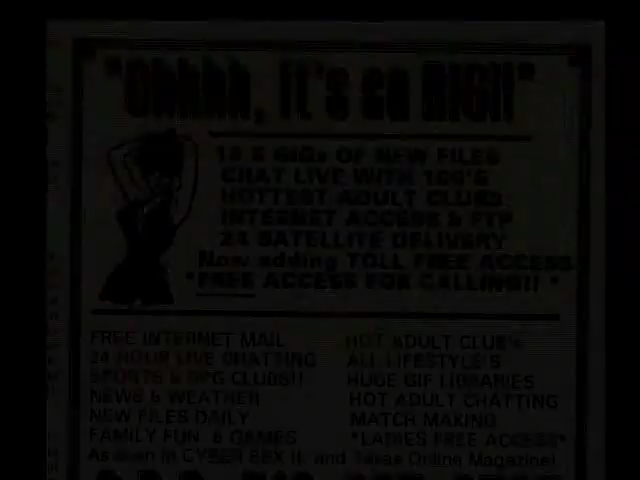 "Ohhhh, it's so BIG!!"
GIGs OF NEW FILES
CHAT LIVE WITH 100'S
HOTTEST ADULT CLUBS
INTERNET ACCESS & FTP
24 SATELLITE DELIVERY
Now adding TOLL FREE ACCESS
*FREE ACCESS FOR CALLING!! *
FREE INTERNET MAIL
24 HOUR LIVE CHATTING
SPORTS & RPG CLUBS!!
NEWS & WEATHER
NEW FILES DAILY
FAMILY FUN & GAMES
HOT ADULT CLUB'S
ALL LIFESTYLE'S
HUGE GIF LIBRARIES
HOT ADULT CHATTING
MATCH MAKING
*LADIES FREE ACCESS*
As seen in CYBER SEX II, and Texas Online Magazine!